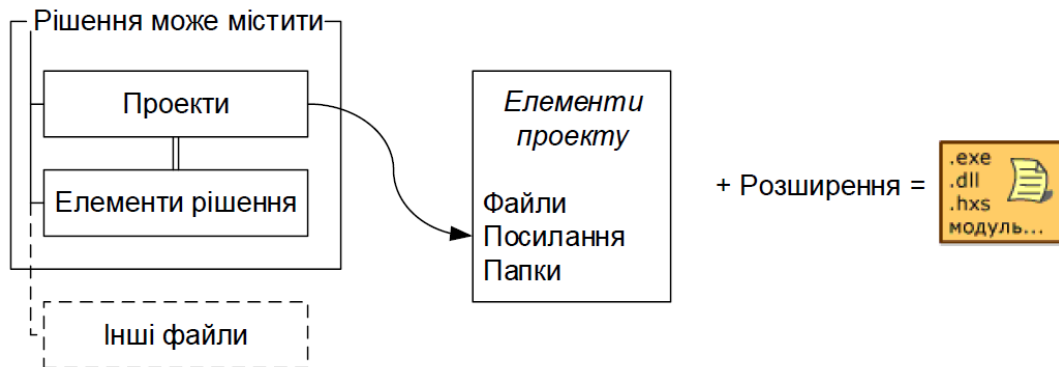 Рішення може містити
Проекти
Елементи рішення
Інші файли
Елементи
проекту
Файли
Посилання
Папки
+ Розширення =
.exe
.dll
.hxs
модуль...